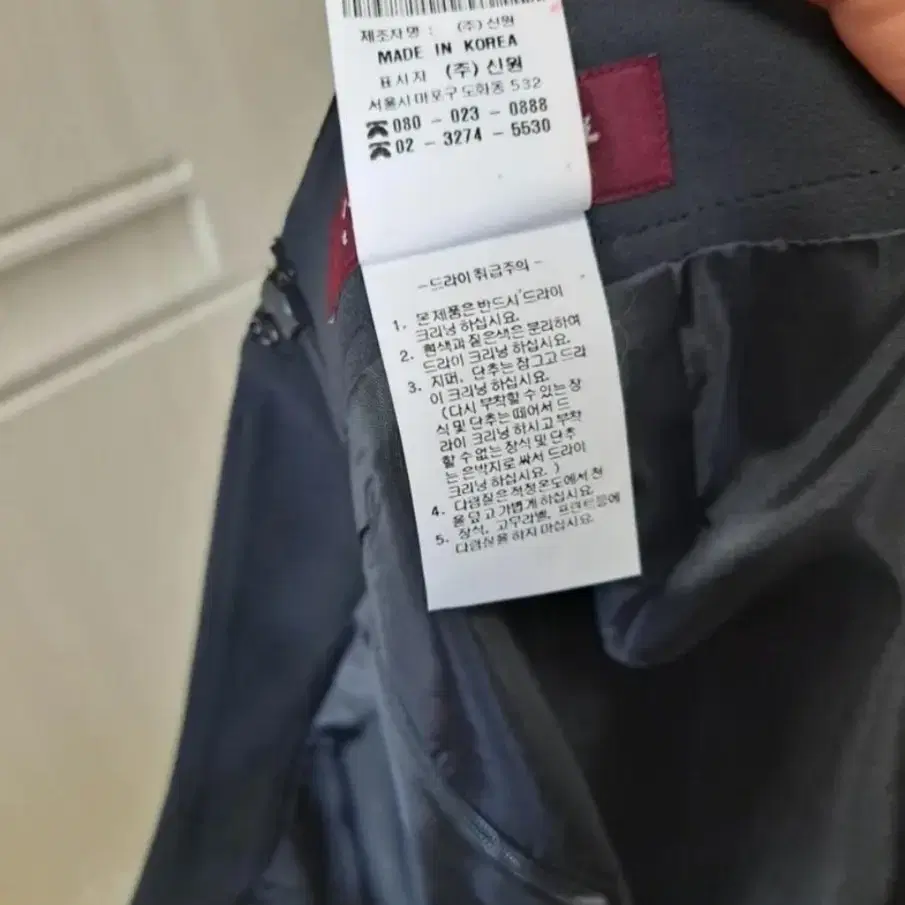 제조자명 : (주) 신원
MADE IN KOREA
표시자 (주) 신원
서울시 마포구 도화동 532
080 - 023 - 0888
02 - 3274 - 5530
- 드라이 취급주의 -
1. 본 제품은 반드시 드라이
크리닝 하십시요.
2. 흰색과 짙은색은 분리하여
드라이 크리닝 하십시요.
3. 지퍼, 단추는 잠그고 드라
이 크리닝 하십시요.
(다시 부착할 수 있는 장
식 및 단추는 떼어서 드
라이 크리닝 하시고 부착
할 수 없는 장식 및 단추
는 은박지로 싸서 드라이
크리닝 하십시요. )
4. 다림질은 적정온도에서 천
을 덮고 가볍게 하십시요.
5. 장식, 고무라벨, 프린트등에
다림질을 하지 마십시요.